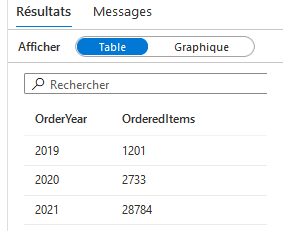 Résultats Messages
Afficher Table Graphique
Rechercher
OrderYear OrderedItems
2019 1201
2020 2733
2021 28784